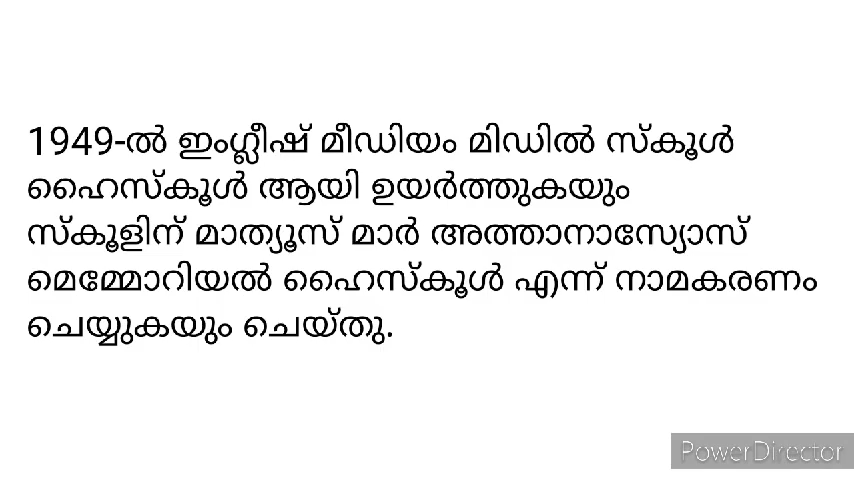 1949-ൽ ഇംഗ്ലീഷ് മീഡിയം മിഡിൽ സ്കൂൾ
ഹൈസ്കൂൾ ആയി ഉയർത്തുകയും
സ്കൂളിന് മാത്യൂസ് മാർ അത്താനാസ്യോസ്
മെമ്മോറിയൽ ഹൈസ്കൂൾ എന്ന് നാമകരണം
ചെയ്യുകയും ചെയ്തു.
PowerDirector